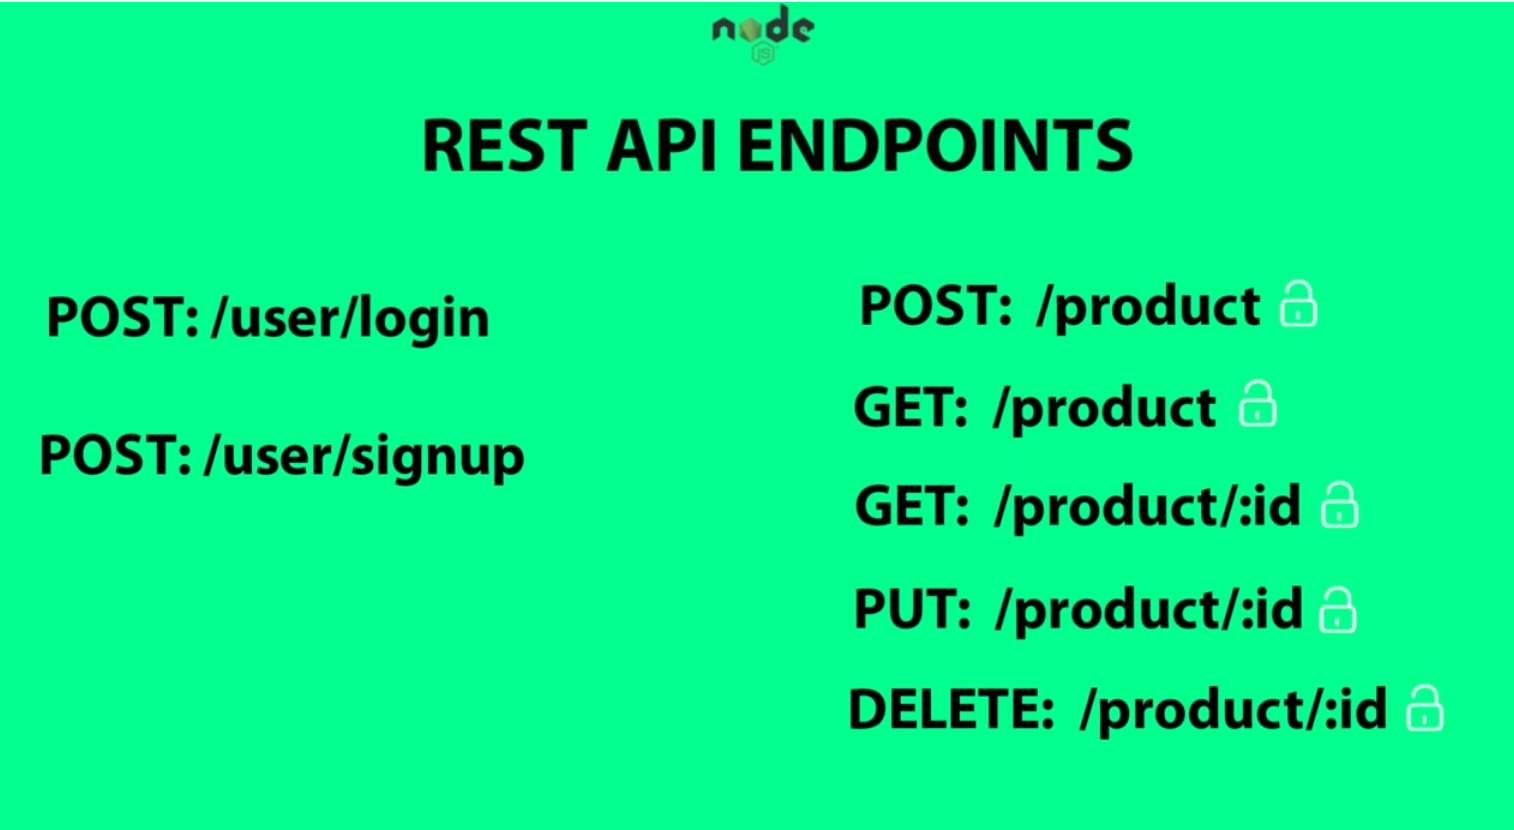 node
JS
REST API ENDPOINTS
POST: /user/login
POST: /user/signup
POST: /product
GET: /product
GET: /product/:id
PUT: /product/:id
DELETE: /product/:id